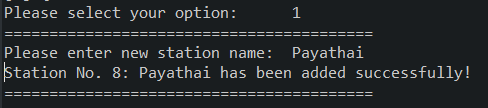 Please select your option:      1
=========================================
Please enter new station name:  Payathai
Station No. 8: Payathai has been added successfully!
=========================================